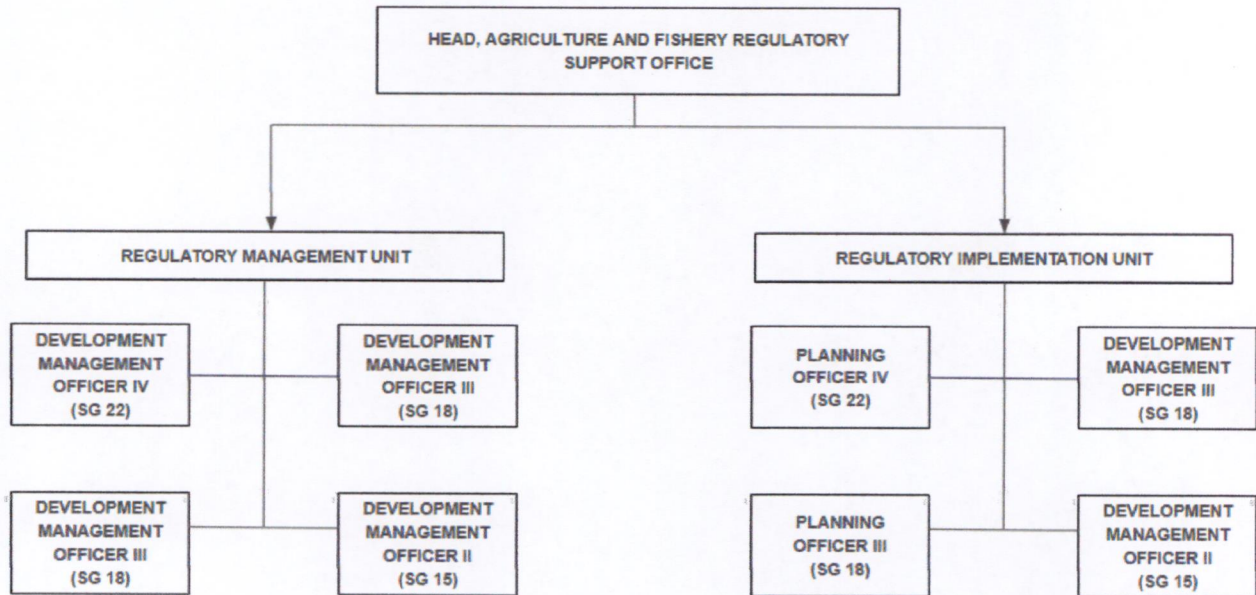 HEAD, AGRICULTURE AND FISHERY REGULATORY
SUPPORT OFFICE
REGULATORY MANAGEMENT UNIT
REGULATORY IMPLEMENTATION UNIT
DEVELOPMENT
MANAGEMENT
OFFICER IV
(SG 22)
DEVELOPMENT
MANAGEMENT
OFFICER III
(SG 18)
PLANNING
OFFICER IV
(SG 22)
DEVELOPMENT
MANAGEMENT
OFFICER III
(SG 18)
DEVELOPMENT
MANAGEMENT
OFFICER III
(SG 18)
DEVELOPMENT
MANAGEMENT
OFFICER II
(SG 15)
PLANNING
OFFICER III
(SG 18)
DEVELOPMENT
MANAGEMENT
OFFICER II
(SG 15)